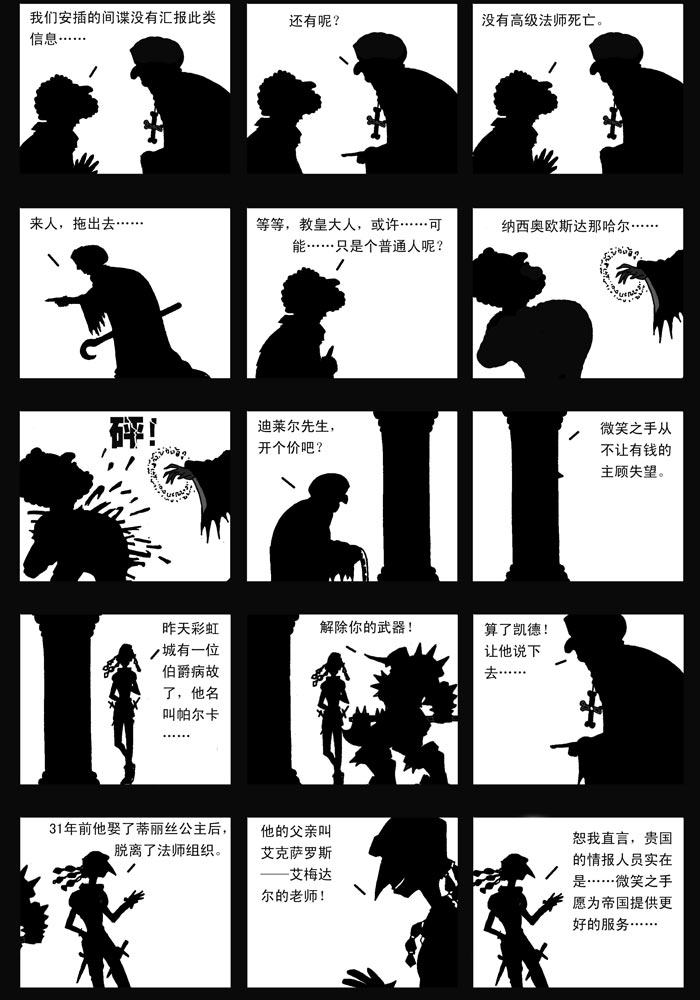 我们安插的间谍没有汇报此类
信息……
还有呢？
没有高级法师死亡。
来人，拖出去……
等等，教皇大人，或许……可
能……只是个普通人呢？
纳西奥欧斯达那哈尔……
砰！
迪莱尔先生，
开个价吧？
微笑之手从
不让有钱的
主顾失望。
昨天彩虹
城有一位
伯爵病故
了，他名
叫帕尔卡
……
解除你的武器！
算了凯德！
让他说下
去……
31年前他娶了蒂丽丝公主后，
脱离了法师组织。
他的父亲叫
艾克萨罗斯
——艾梅达
尔的老师！
恕我直言，贵国
的情报人员实在
是……微笑之手
愿为帝国提供更
好的服务……